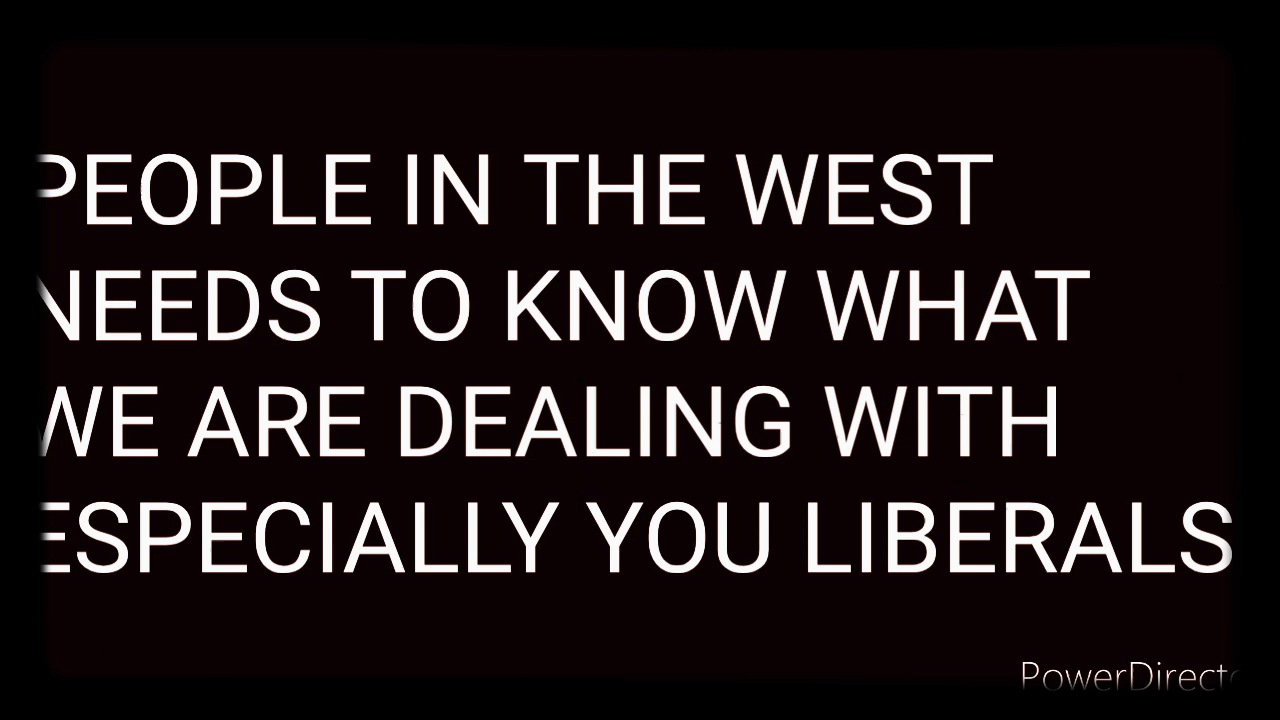 PEOPLE IN THE WEST
NEEDS TO KNOW WHAT
WE ARE DEALING WITH
ESPECIALLY YOU LIBERALS
PowerDirecto